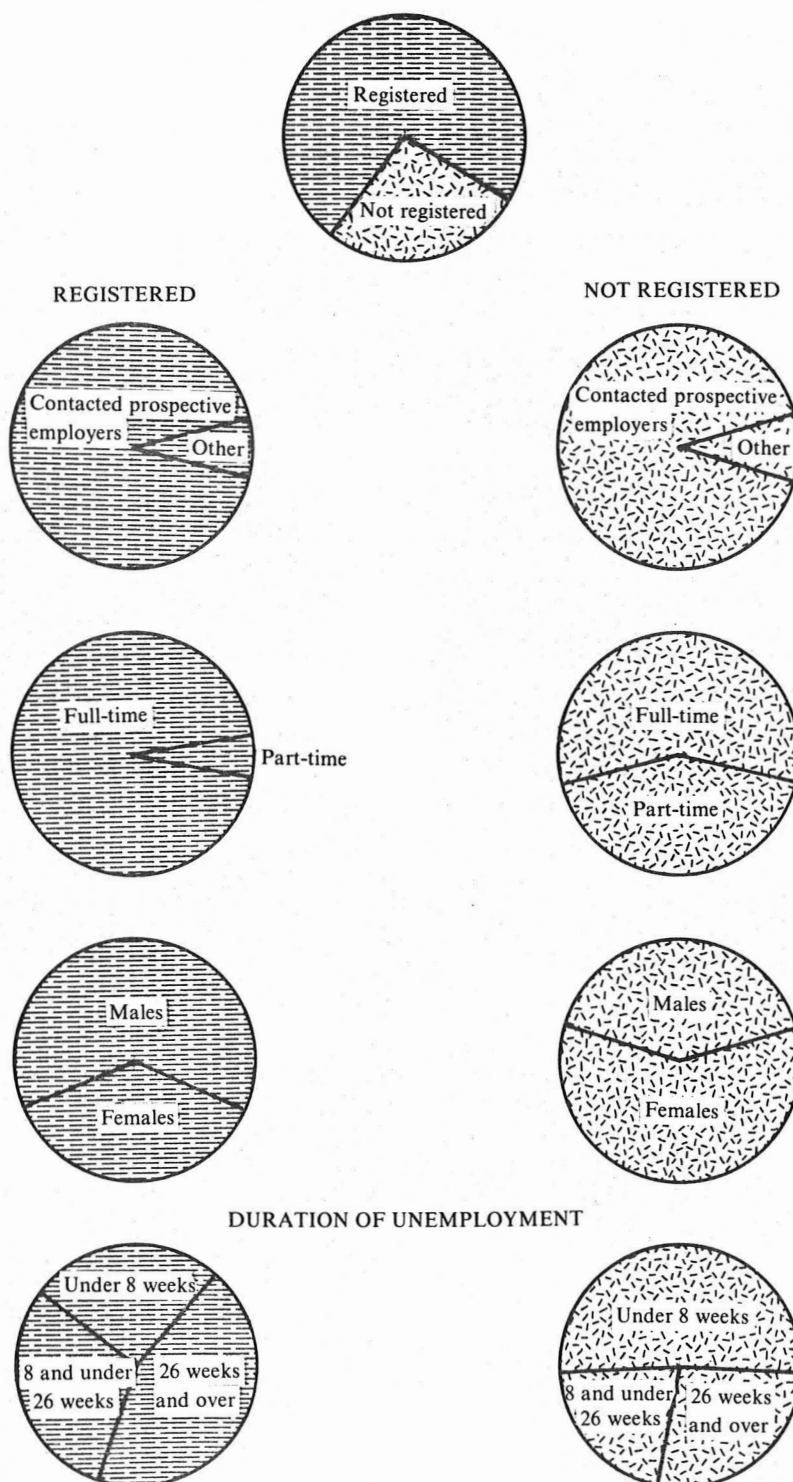 Registered
Not registered
REGISTERED
NOT REGISTERED
Contacted prospective
employers
Other
Contacted prospective
employers
Other
Full-time
Part-time
Full-time
Part-time
Males
Females
Males
Females
DURATION OF UNEMPLOYMENT
Under 8 weeks
8 and under
26 weeks
26 weeks
and over
Under 8 weeks
8 and under
26 weeks
26 weeks
and over